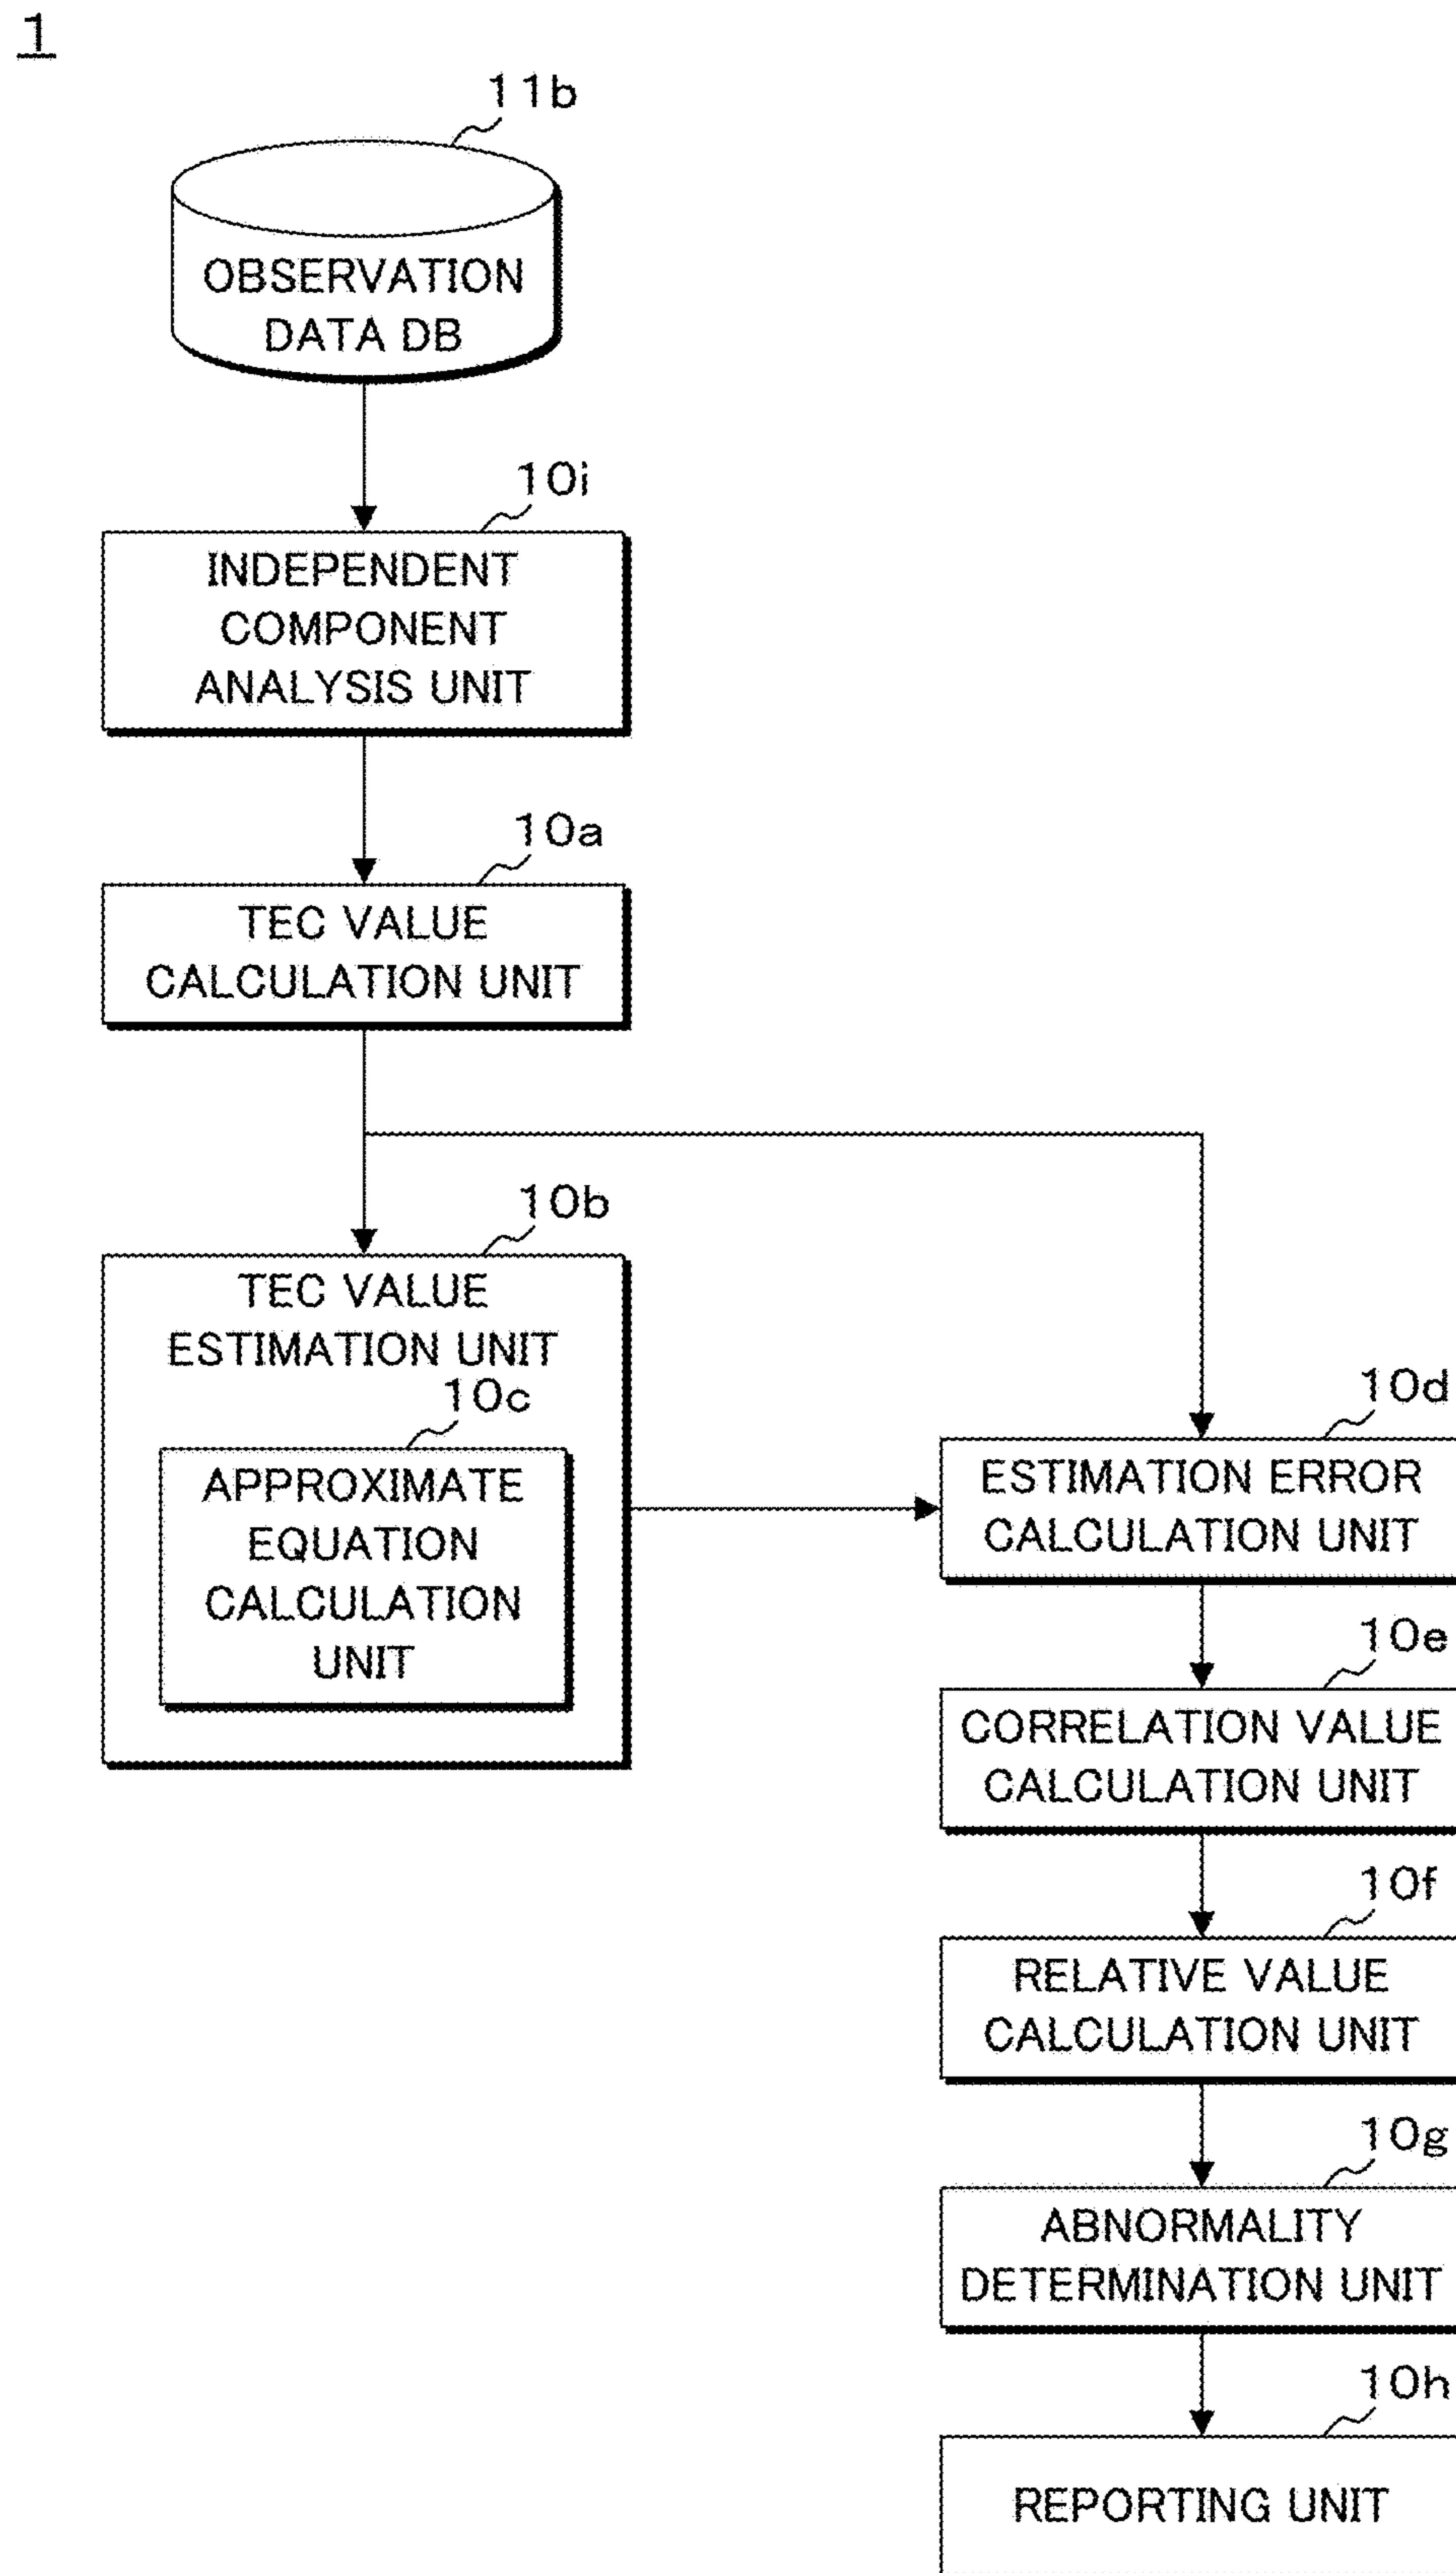 1
11b
OBSERVATION
DATA DB
10i
INDEPENDENT
COMPONENT
ANALYSIS UNIT
10a
TEC VALUE
CALCULATION UNIT
10b
TEC VALUE
ESTIMATION UNIT
10c
APPROXIMATE
EQUATION
CALCULATION
UNIT
10d
ESTIMATION ERROR
CALCULATION UNIT
10e
CORRELATION VALUE
CALCULATION UNIT
10f
RELATIVE VALUE
CALCULATION UNIT
10g
ABNORMALITY
DETERMINATION UNIT
10h
REPORTING UNIT